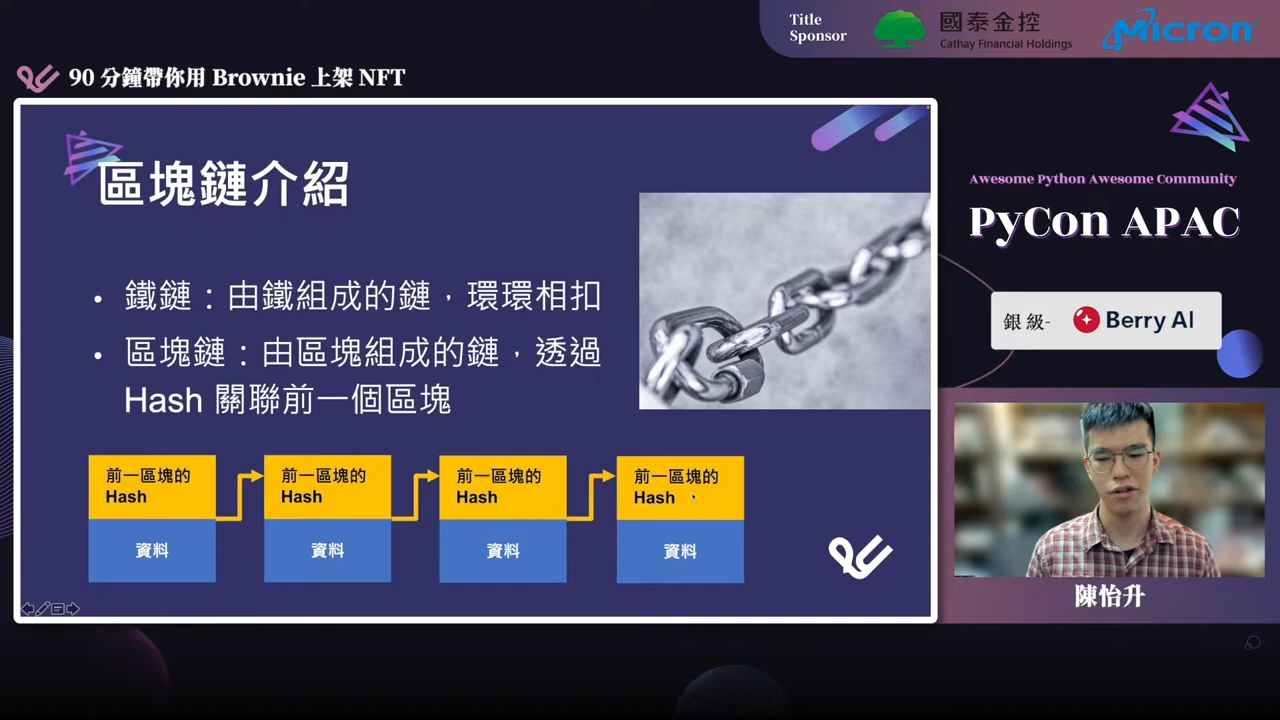 Title
Sponsor
國泰金控
Cathay Financial Holdings
Micron
90 分鐘帶你用 Brownie 上架 NFT
區塊鏈介紹
• 鐵鏈：由鐵組成的鏈，環環相扣
• 區塊鏈：由區塊組成的鏈，透過
Hash 關聯前一個區塊
前一區塊的
Hash
資料
前一區塊的
Hash
資料
前一區塊的
Hash
資料
前一區塊的
Hash
資料
Awesome Python Awesome Community
PyCon APAC
銀級-
Berry AI
陳怡升